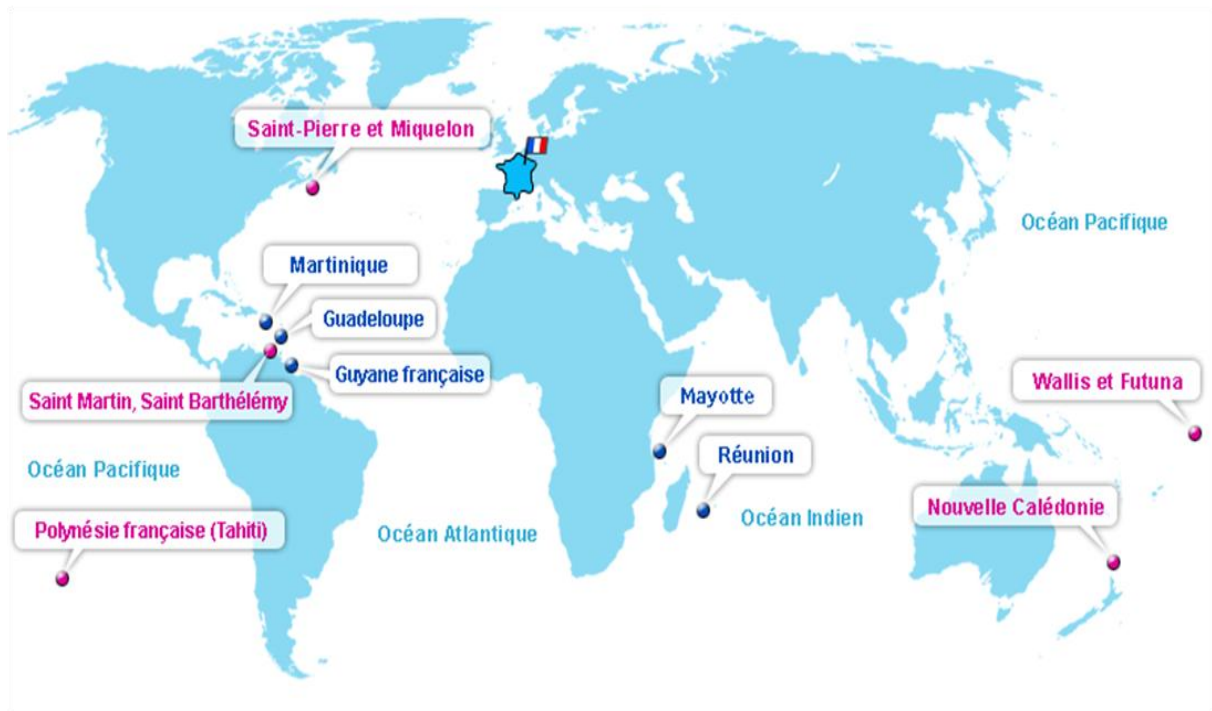 Saint-Pierre et Miquelon
Océan Pacifique
Martinique
Guadeloupe
Guyane française
Wallis et Futuna
Mayotte
Saint Martin, Saint Barthélémy
Réunion
Océan Pacifique
Nouvelle Calédonie
Océan Indien
Polynésie française (Tahiti)
Océan Atlantique